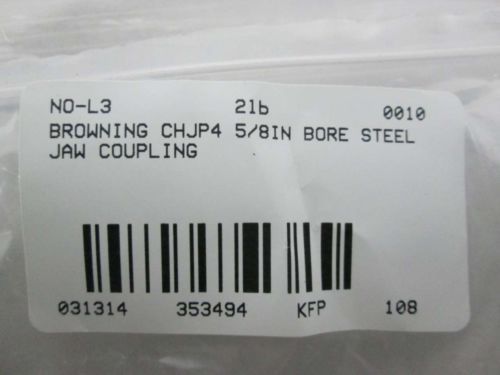 NO-L3 21b 0010
BROWNING CHJP4 5/8IN BORE STEEL
JAW COUPLING
031314 353494 KFP 108